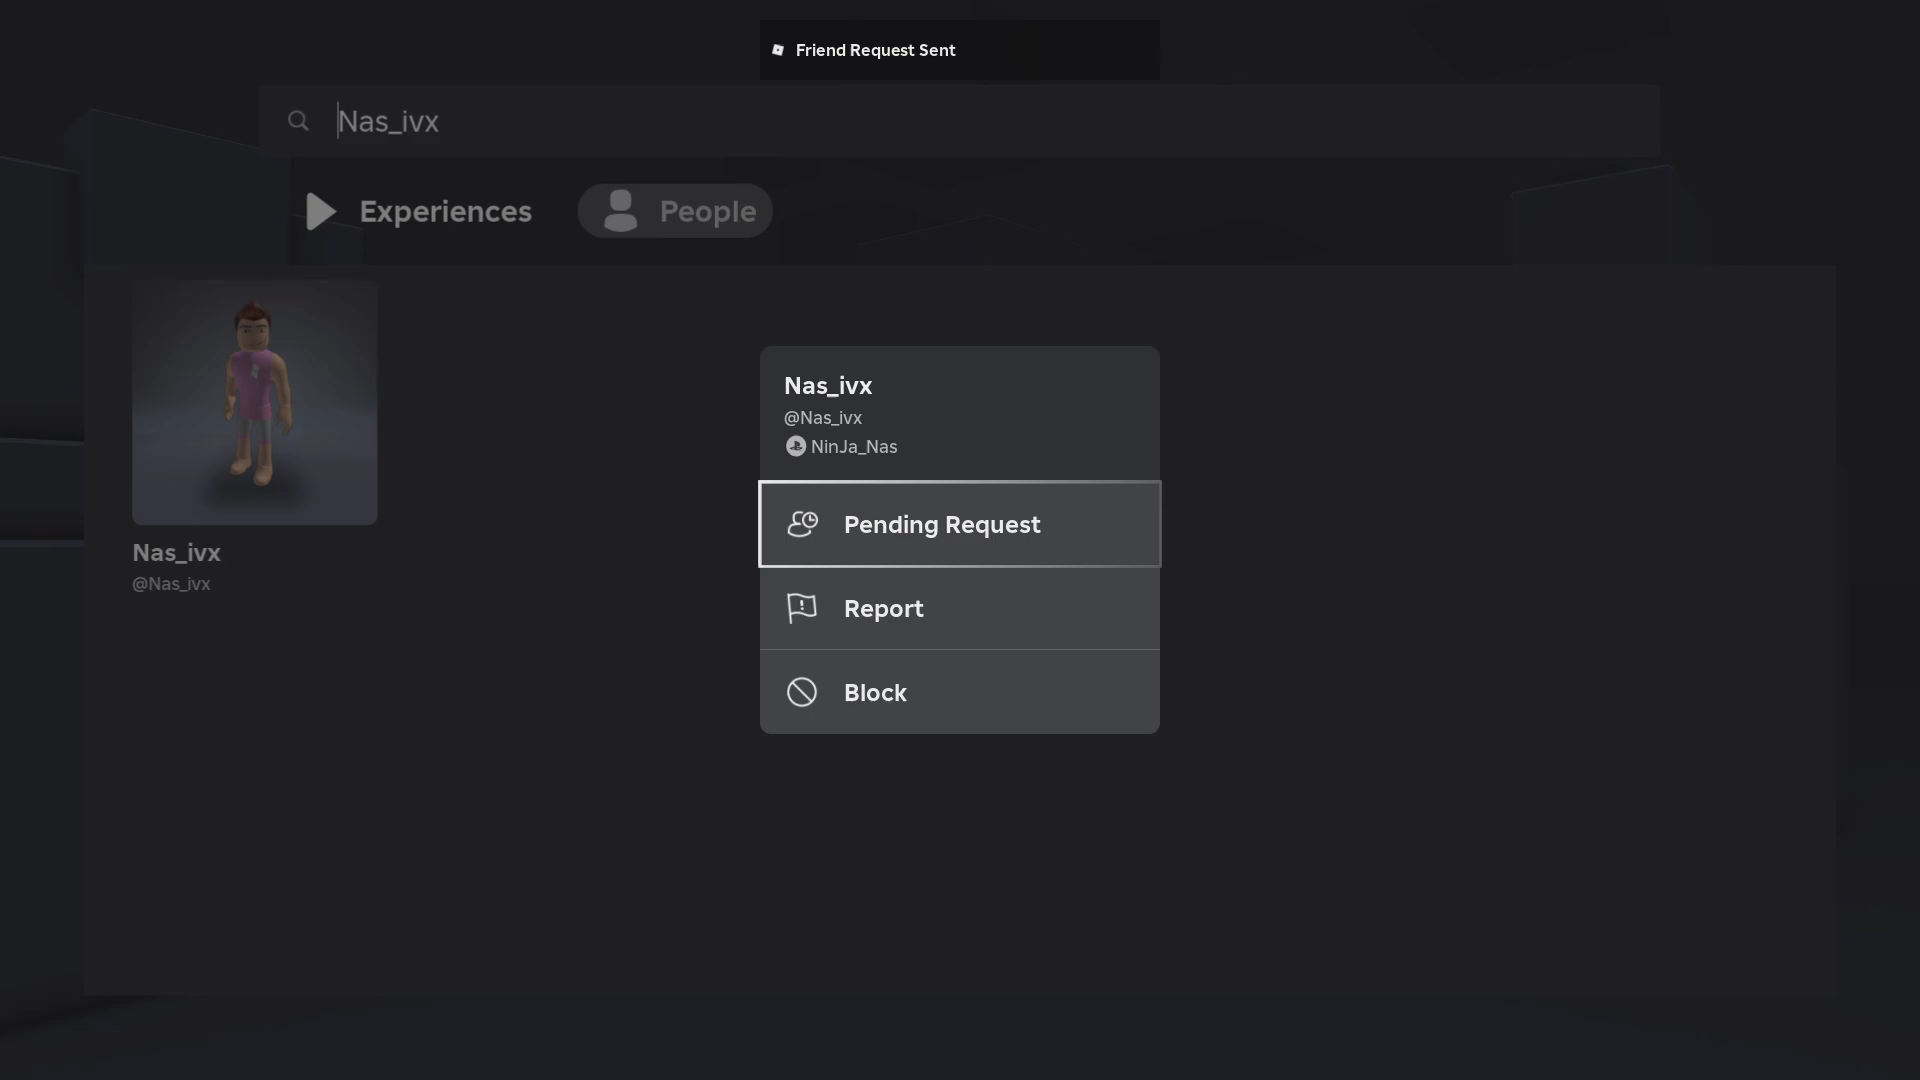 Friend Request Sent
Nas_ivx
Experiences
People
Nas_ivx
@Nas_ivx
Nas_ivx
@Nas_ivx
NinJa_Nas
Pending Request
Report
Block